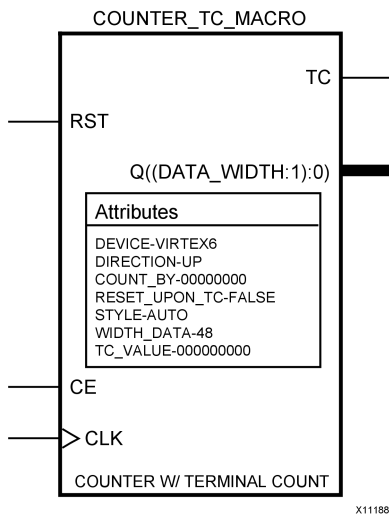 COUNTER_TC_MACRO
TC
RST
Q((DATA_WIDTH:1):0)
Attributes
DEVICE-VIRTEX6
DIRECTION-UP
COUNT_BY-00000000
RESET_UPON_TC-FALSE
STYLE-AUTO
WIDTH_DATA-48
TC_VALUE-000000000
CE
CLK
COUNTER W/ TERMINAL COUNT
X11188